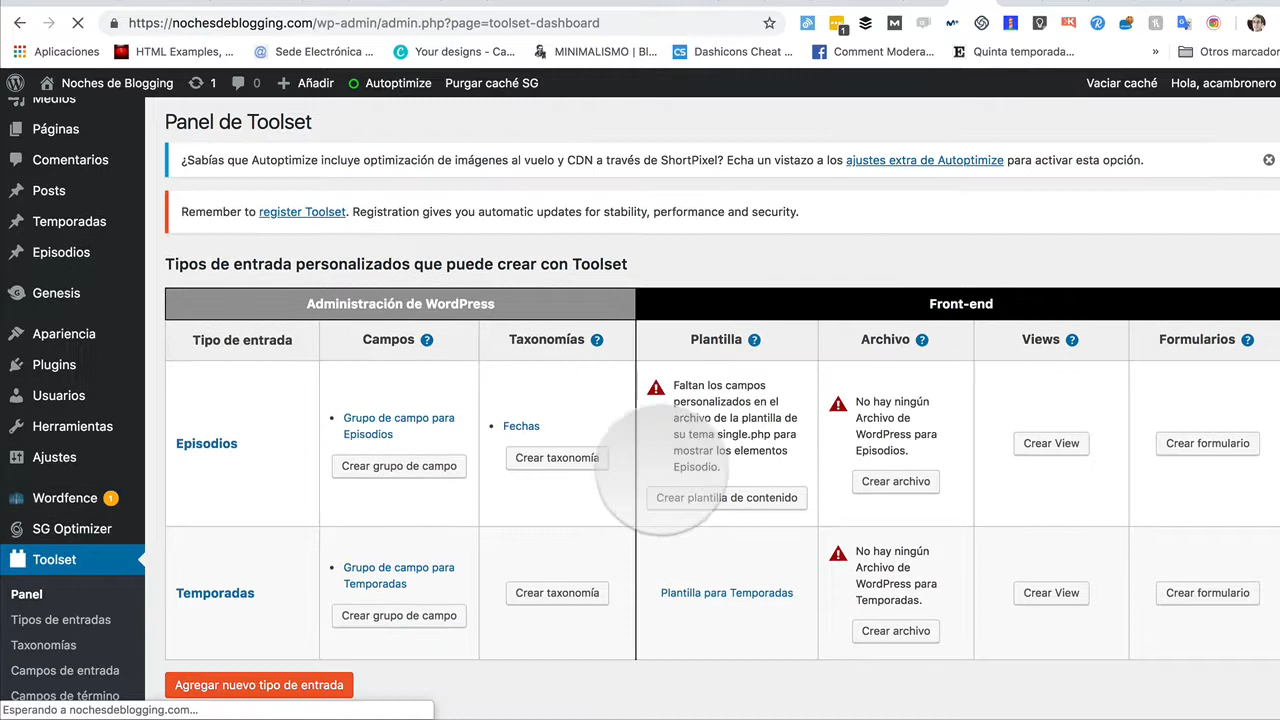 https://nochesdeblogging.com/wp-admin/admin.php?page=toolset-dashboard
Aplicaciones
HTML Examples, ...
Sede Electrónica ...
Your designs - Ca...
MINIMALISMO | Bl...
Dashicons Cheat ...
Comment Modera...
Quinta temporada...
»
Otros marcador
Noches de Blogging
1
0
Añadir
Autoptimize
Purgar caché SG
Vaciar caché
Hola, acambronero
Medios
Páginas
Comentarios
Posts
Temporadas
Episodios
Genesis
Apariencia
Plugins
Usuarios
Herramientas
Ajustes
Wordfence 1
SG Optimizer
Toolset
Panel
Tipos de entradas
Taxonomías
Campos de entrada
Campos de término
Esperando a nochesdeblogging.com...
Panel de Toolset
¿Sabías que Autoptimize incluye optimización de imágenes al vuelo y CDN a través de ShortPixel? Echa un vistazo a los ajustes extra de Autoptimize para activar esta opción.
Remember to register Toolset. Registration gives you automatic updates for stability, performance and security.
Tipos de entrada personalizados que puede crear con Toolset
Administración de WordPress
Front-end
Tipo de entrada
Campos ?
Taxonomías ?
Plantilla ?
Archivo ?
Views ?
Formularios ?
Episodios
Grupo de campo para
Episodios
Crear grupo de campo
Fechas
Crear taxonomía
Faltan los campos
personalizados en el
archivo de la plantilla de
su tema single.php para
mostrar los elementos
Episodio.
Crear plantilla de contenido
No hay ningún
Archivo de
WordPress para
Episodios.
Crear archivo
Crear View
Crear formulario
Temporadas
Grupo de campo para
Temporadas
Crear grupo de campo
Crear taxonomía
Plantilla para Temporadas
No hay ningún
Archivo de
WordPress para
Temporadas.
Crear archivo
Crear View
Crear formulario
Agregar nuevo tipo de entrada